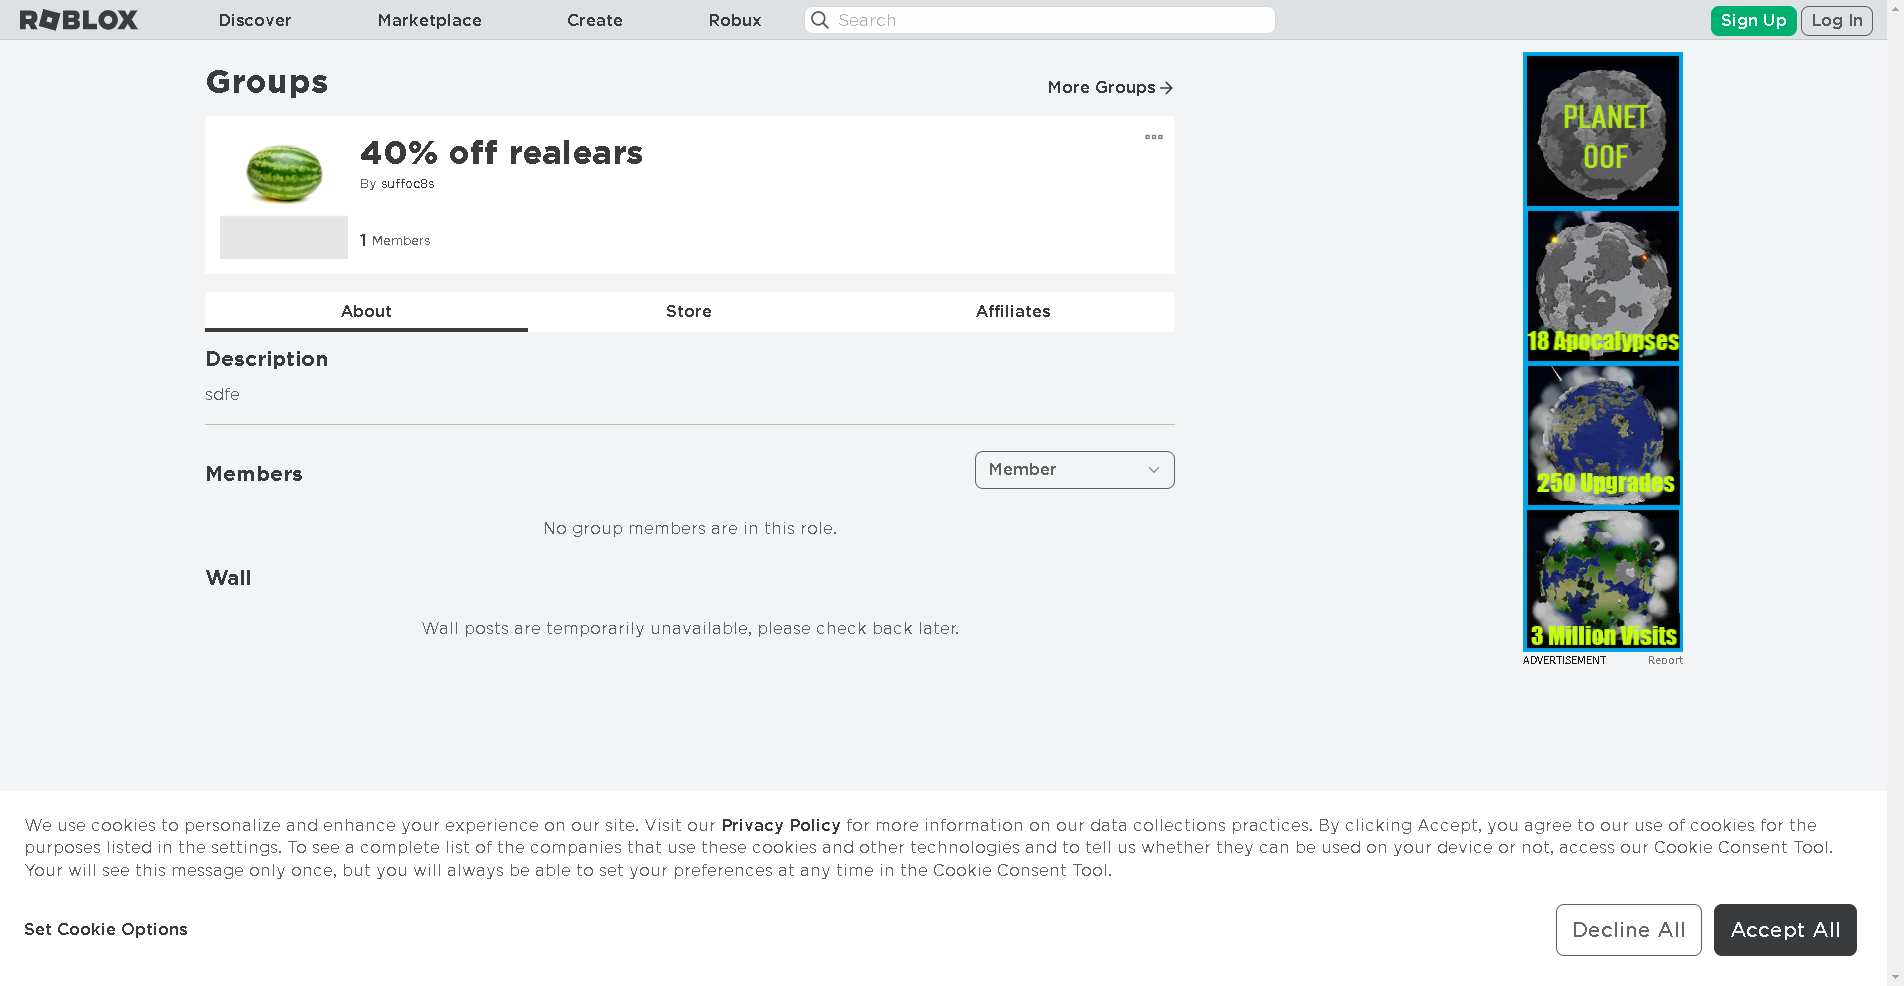 ROBLOX
Discover
Marketplace
Create
Robux
Search
Sign Up
Log In
Groups
More Groups
40% off realears
By suffoc8s
1 Members
About
Store
Affiliates
Description
sdfe
Members
Member
No group members are in this role.
Wall
Wall posts are temporarily unavailable, please check back later.
PLANET
OOF
18 Apocalypses
250 Upgrades
3 Million Visits
ADVERTISEMENT
Report
We use cookies to personalize and enhance your experience on our site. Visit our Privacy Policy for more information on our data collections practices. By clicking Accept, you agree to our use of cookies for the
purposes listed in the settings. To see a complete list of the companies that use these cookies and other technologies and to tell us whether they can be used on your device or not, access our Cookie Consent Tool.
Your will see this message only once, but you will always be able to set your preferences at any time in the Cookie Consent Tool.
Set Cookie Options
Decline All
Accept All